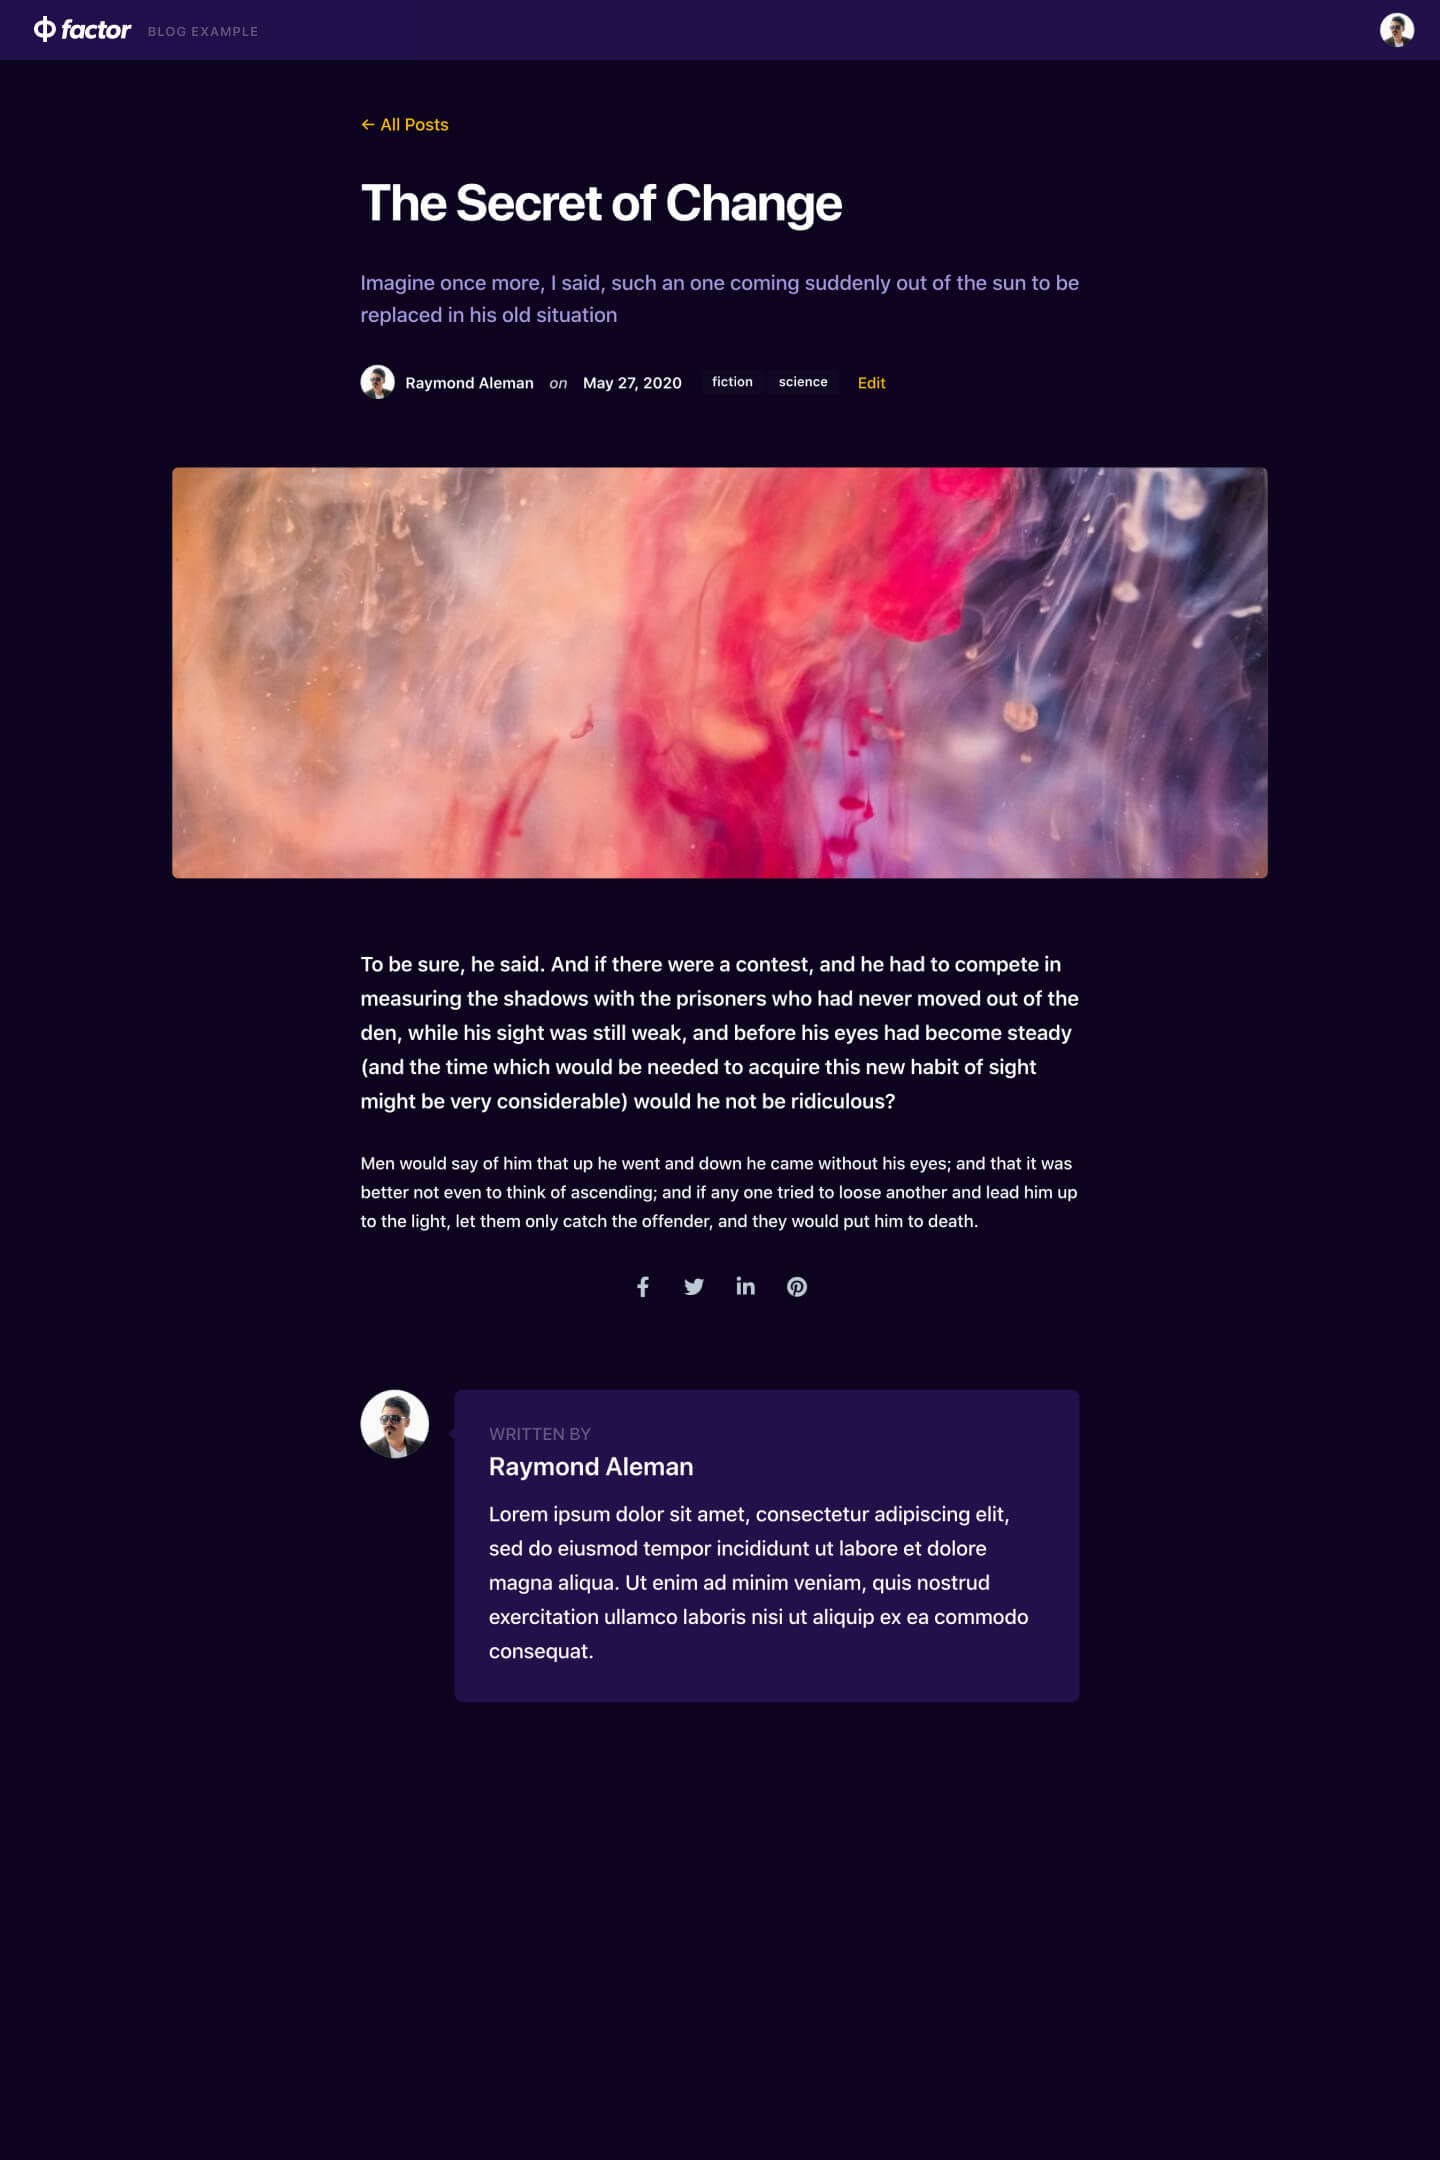 factor BLOG EXAMPLE
← All Posts
The Secret of Change
Imagine once more, I said, such an one coming suddenly out of the sun to be
replaced in his old situation
Raymond Aleman on May 27, 2020 fiction science Edit
To be sure, he said. And if there were a contest, and he had to compete in
measuring the shadows with the prisoners who had never moved out of the
den, while his sight was still weak, and before his eyes had become steady
(and the time which would be needed to acquire this new habit of sight
might be very considerable) would he not be ridiculous?
Men would say of him that up he went and down he came without his eyes; and that it was
better not even to think of ascending; and if any one tried to loose another and lead him up
to the light, let them only catch the offender, and they would put him to death.
WRITTEN BY
Raymond Aleman
Lorem ipsum dolor sit amet, consectetur adipiscing elit,
sed do eiusmod tempor incididunt ut labore et dolore
magna aliqua. Ut enim ad minim veniam, quis nostrud
exercitation ullamco laboris nisi ut aliquip ex ea commodo
consequat.